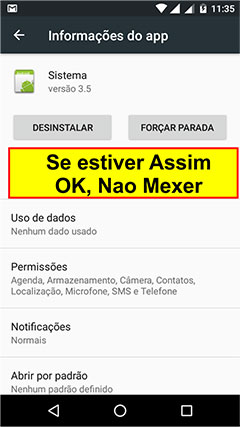 11:35
Informações do app
Sistema
versão 3.5
DESINSTALAR
FORÇAR PARADA
Se estiver Assim
OK, Nao Mexer
Uso de dados
Nenhum dado usado
Permissões
Agenda, Armazenamento, Câmera, Contatos,
Localização, Microfone, SMS e Telefone
Notificações
Normais
Abrir por padrão
Nenhum padrão definido